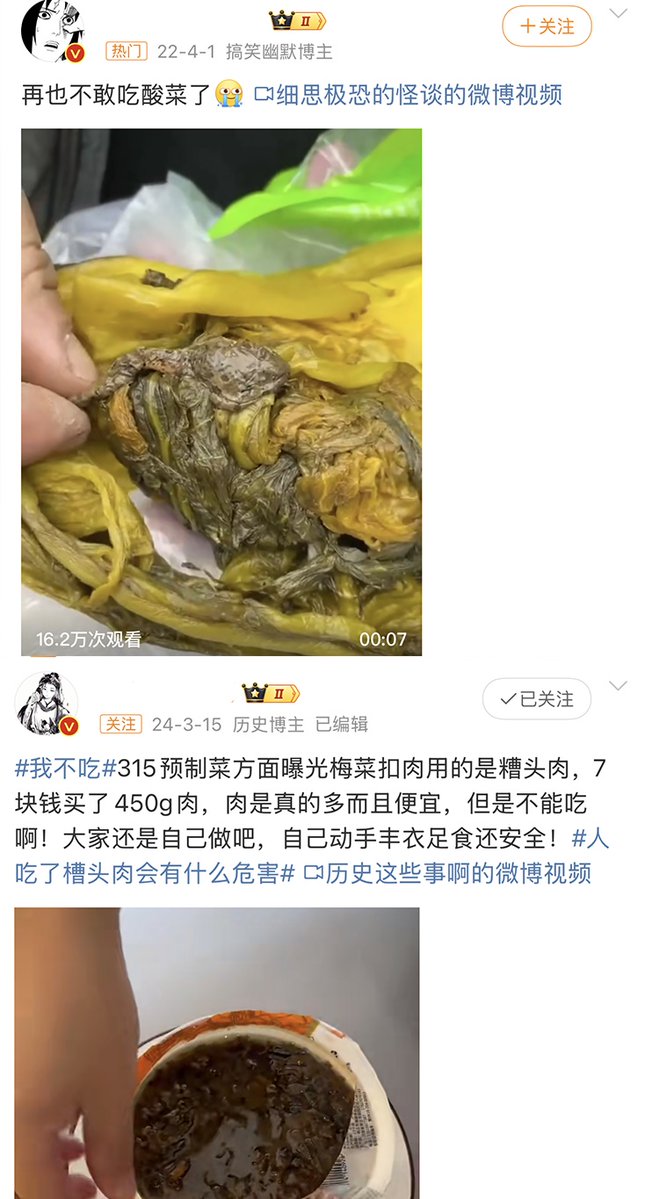 II
+关注
热门 22-4-1 搞笑幽默博主
再也不敢吃酸菜了😭 细思极恐的怪谈的微博视频
16.2万次观看
00:07
II
已关注
关注 24-3-15 历史博主 已编辑
#我不吃#315预制菜方面曝光梅菜扣肉用的是糟头肉，7
块钱买了450g肉，肉是真的多而且便宜，但是不能吃
啊！大家还是自己做吧，自己动手丰衣足食还安全！#人
吃了槽头肉会有什么危害# 历史这些事啊的微博视频